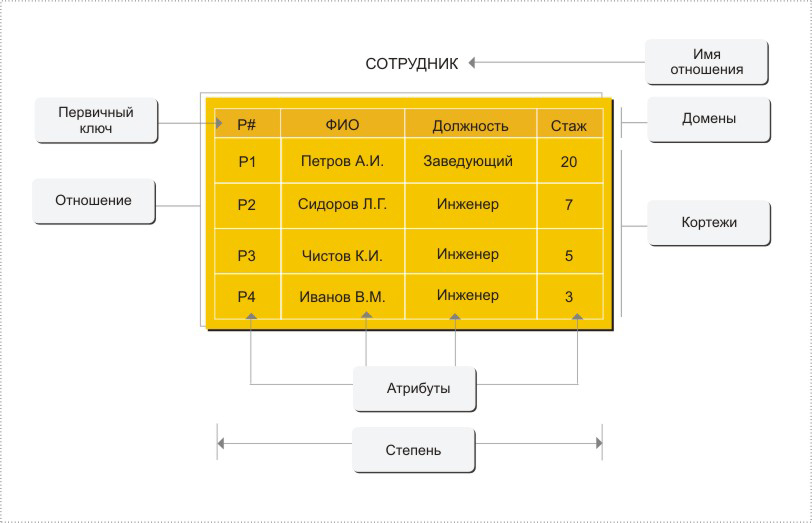 СОТРУДНИК
Имя
отношения
Первичный
ключ
P# ФИО Должность Стаж
Домены
P1 Петров А.И. Заведующий 20
Отношение
P2 Сидоров Л.Г. Инженер 7
Кортежи
P3 Чистов К.И. Инженер 5
P4 Иванов В.М. Инженер 3
Атрибуты
Степень